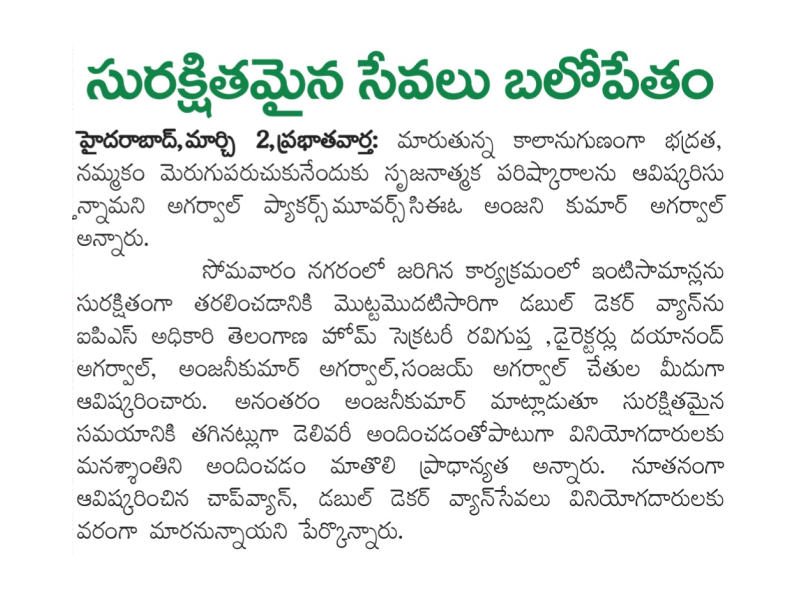 సురక్షితమైన సేవలు బలోపేతం
హైదరాబాద్,మార్చి 2,ప్రభాతవార్త: మారుతున్న కాలానుగుణంగా భద్రత,
నమ్మకం మెరుగుపరుచుకునేందుకు సృజనాత్మక పరిష్కారాలను ఆవిష్కరిసు
్తన్నామని అగర్వాల్ ప్యాకర్స్‌మూవర్స్‌సిఈఓ అంజని కుమార్ అగర్వాల్
అన్నారు.
సోమవారం నగరంలో జరిగిన కార్యక్రమంలో ఇంటిసామాన్లను
సురక్షితంగా తరలించడానికి మొట్టమొదటిసారిగా డబుల్ డెకర్ వ్యాన్‌ను
ఐపిఎస్ అధికారి తెలంగాణ హోమ్ సెక్రటరీ రవిగుప్త ,డైరెక్టర్లు దయానంద్
అగర్వాల్, అంజనీకుమార్ అగర్వాల్,సంజయ్ అగర్వాల్ చేతుల మీదుగా
ఆవిష్కరించారు. అనంతరం అంజనీకుమార్ మాట్లాడుతూ సురక్షితమైన
సమయానికి తగినట్లుగా డెలివరీ అందించడంతోపాటుగా వినియోగదారులకు
మనశ్శాంతిని అందించడం మాతొలి ప్రాధాన్యత అన్నారు. నూతనంగా
ఆవిష్కరించిన చాప్‌వ్యాన్, డబుల్ డెకర్ వ్యాన్‌సేవలు వినియోగదారులకు
వరంగా మారనున్నాయని పేర్కొన్నారు.